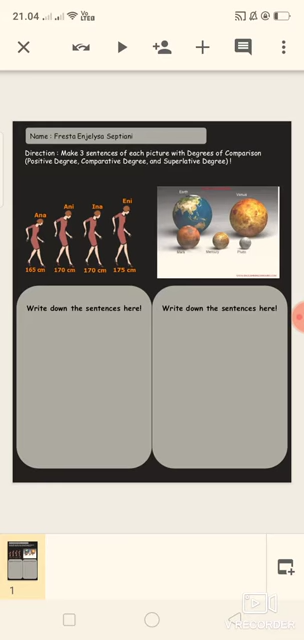 21.04
Name : Fresta Enjelysa Septiani
Direction : Make 3 sentences of each picture with Degrees of Comparison
(Positive Degree, Comparative Degree, and Superlative Degree) !
Ana
Ani
Ina
Eni
165 cm
170 cm
170 cm
175 cm
Earth
Venus
Mars
Mercury
Pluto
Write down the sentences here!
Write down the sentences here!
1
V RECORDER